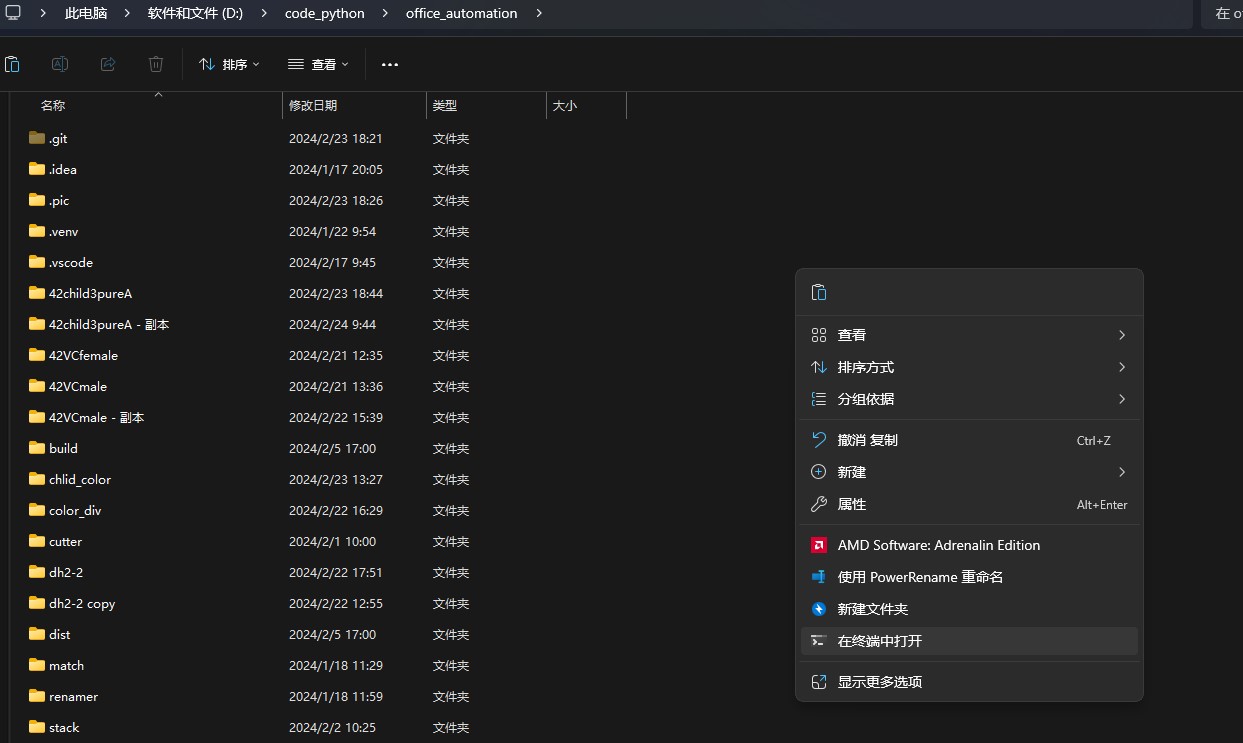 此电脑 > 软件和文件 (D:) > code_python > office_automation >
在 o
排序
查看
名称 修改日期 类型 大小
.git 2024/2/23 18:21 文件夹
.idea 2024/1/17 20:05 文件夹
.pic 2024/2/23 18:26 文件夹
.venv 2024/1/22 9:54 文件夹
.vscode 2024/2/17 9:45 文件夹
42child3pureA 2024/2/23 18:44 文件夹
42child3pureA - 副本 2024/2/24 9:44 文件夹
42VCfemale 2024/2/21 12:35 文件夹
42VCmale 2024/2/21 13:36 文件夹
42VCmale - 副本 2024/2/22 15:39 文件夹
build 2024/2/5 17:00 文件夹
chlid_color 2024/2/23 13:27 文件夹
color_div 2024/2/22 16:29 文件夹
cutter 2024/2/1 10:00 文件夹
dh2-2 2024/2/22 17:51 文件夹
dh2-2 copy 2024/2/22 12:55 文件夹
dist 2024/2/5 17:00 文件夹
match 2024/1/18 11:29 文件夹
renamer 2024/1/18 11:59 文件夹
stack 2024/2/2 10:25 文件夹
查看
排序方式
分组依据
撤消 复制 Ctrl+Z
新建
属性 Alt+Enter
AMD Software: Adrenalin Edition
使用 PowerRename 重命名
新建文件夹
在终端中打开
显示更多选项